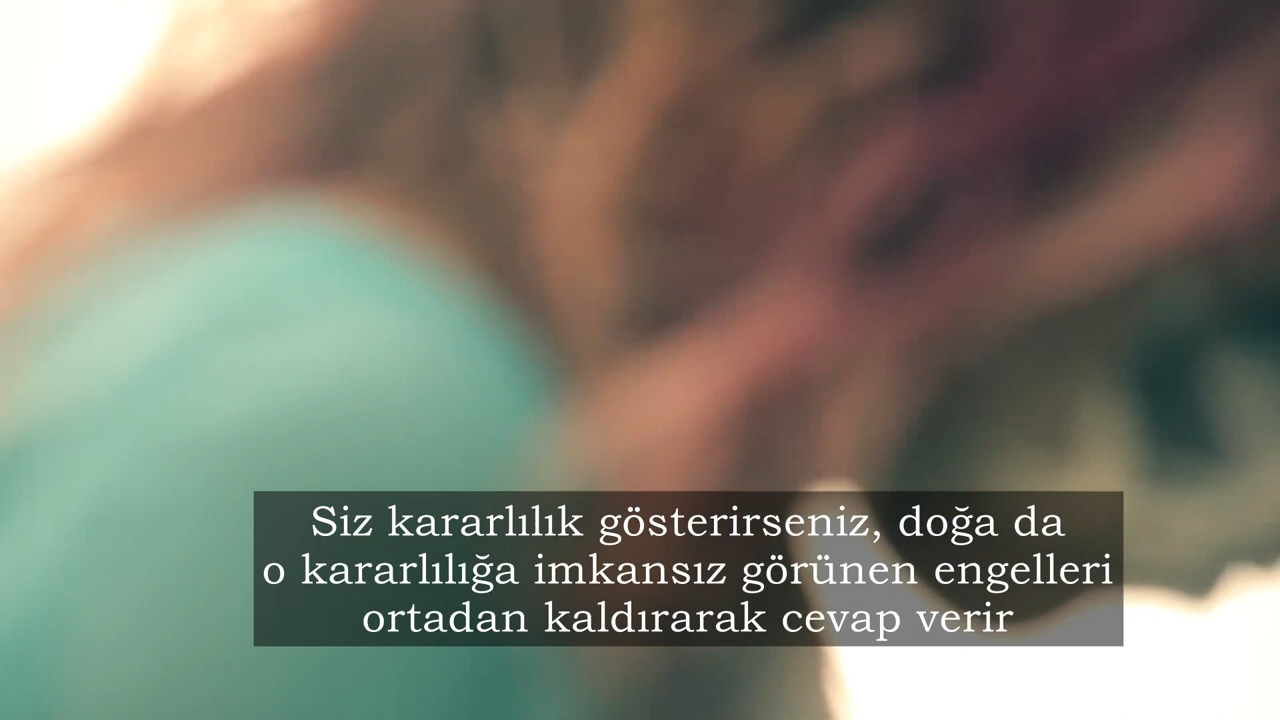 Siz kararlılık gösterirseniz, doğa da
o kararlılığa imkansız görünen engelleri
ortadan kaldırarak cevap verir